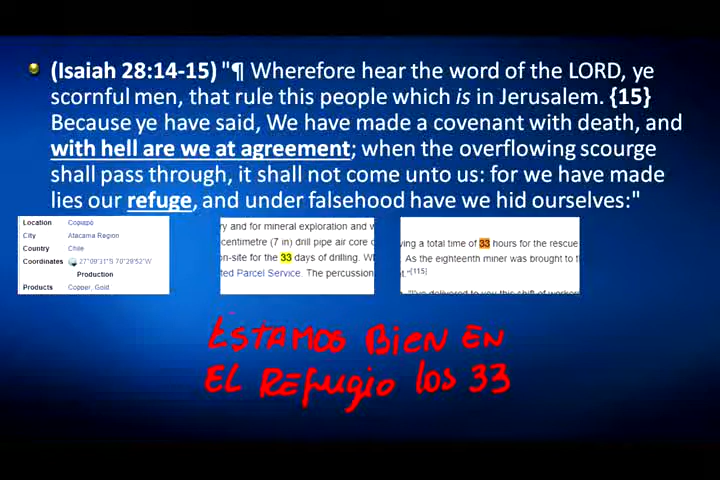 (Isaiah 28:14-15) "¶ Wherefore hear the word of the LORD, ye
scornful men, that rule this people which is in Jerusalem. {15}
Because ye have said, We have made a covenant with death, and
with hell are we at agreement; when the overflowing scourge
shall pass through, it shall not come unto us: for we have made
lies our refuge, and under falsehood have we hid ourselves:"
Location Copiapó
City Atacama Region
Country Chile
Coordinates 27°09′31″S 70°29′52″W
Production
Products Copper, Gold
ry and for mineral exploration and w
centimetre (7 in) drill pipe air core
n-site for the 33 days of drilling. W
ted Parcel Service. The percussion
ving a total time of 33 hours for the rescue
As the eighteenth miner was brought to t
."[115]
"I've delivered to you this shift of workers
ESTAMOS BIEN EN
EL REFUGIO LOS 33